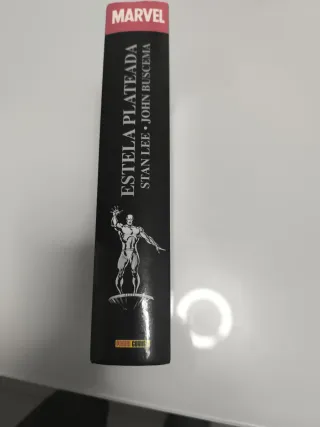 MARVEL
ESTELA PLATEADA
STAN LEE • JOHN BUSCEMA
PANINI COMICS